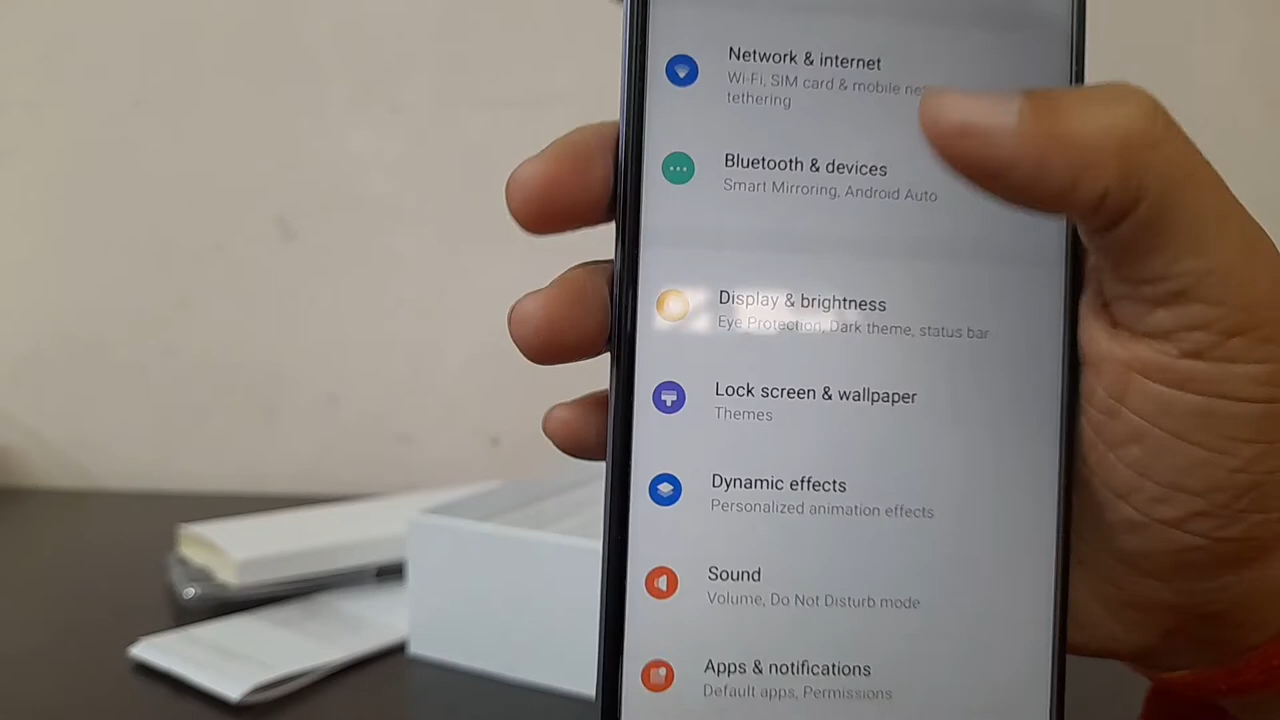 Network & internet
Wi-Fi, SIM card & mobile
tethering
Bluetooth & devices
Smart Mirroring, Android Auto
Display & brightness
Eye Protection, Dark theme, status bar
Lock screen & wallpaper
Themes
Dynamic effects
Personalized animation effects
Sound
Volume, Do Not Disturb mode
Apps & notifications
Default apps, Permissions